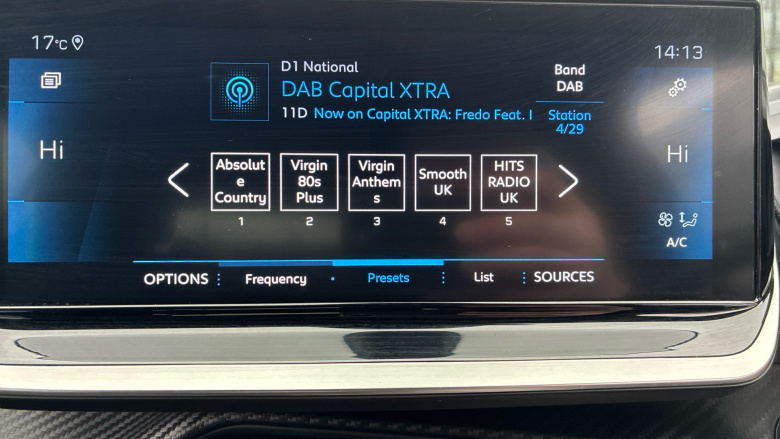 17°C
14:13
D1 National
DAB Capital XTRA
11D Now on Capital XTRA: Fredo Feat. I
Band
DAB
Station
4/29
Hi
Hi
Absolut
e
Country
1
Virgin
80s
Plus
2
Virgin
Anthem
s
3
Smooth
UK
4
HITS
RADIO
UK
5
A/C
OPTIONS
Frequency
Presets
List
SOURCES